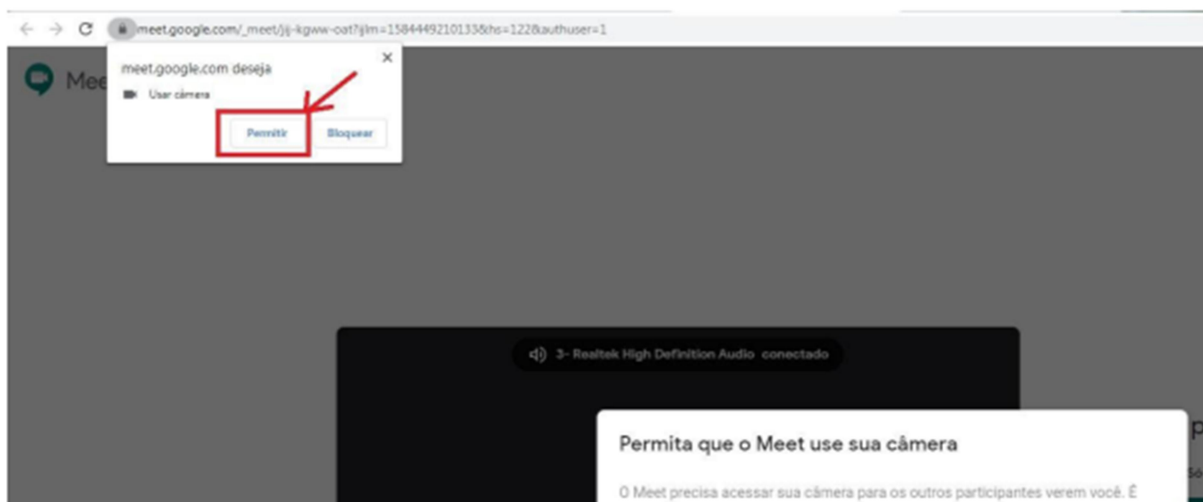 meet.google.com/_meet/jij-kgww-oat?ijlm=1584449210133&hs=122&authuser=1
Mee
meet.google.com deseja
Usar câmera
Permitir Bloquear
3- Realtek High Definition Audio conectado
Permita que o Meet use sua câmera
O Meet precisa acessar sua câmera para os outros participantes verem você. É